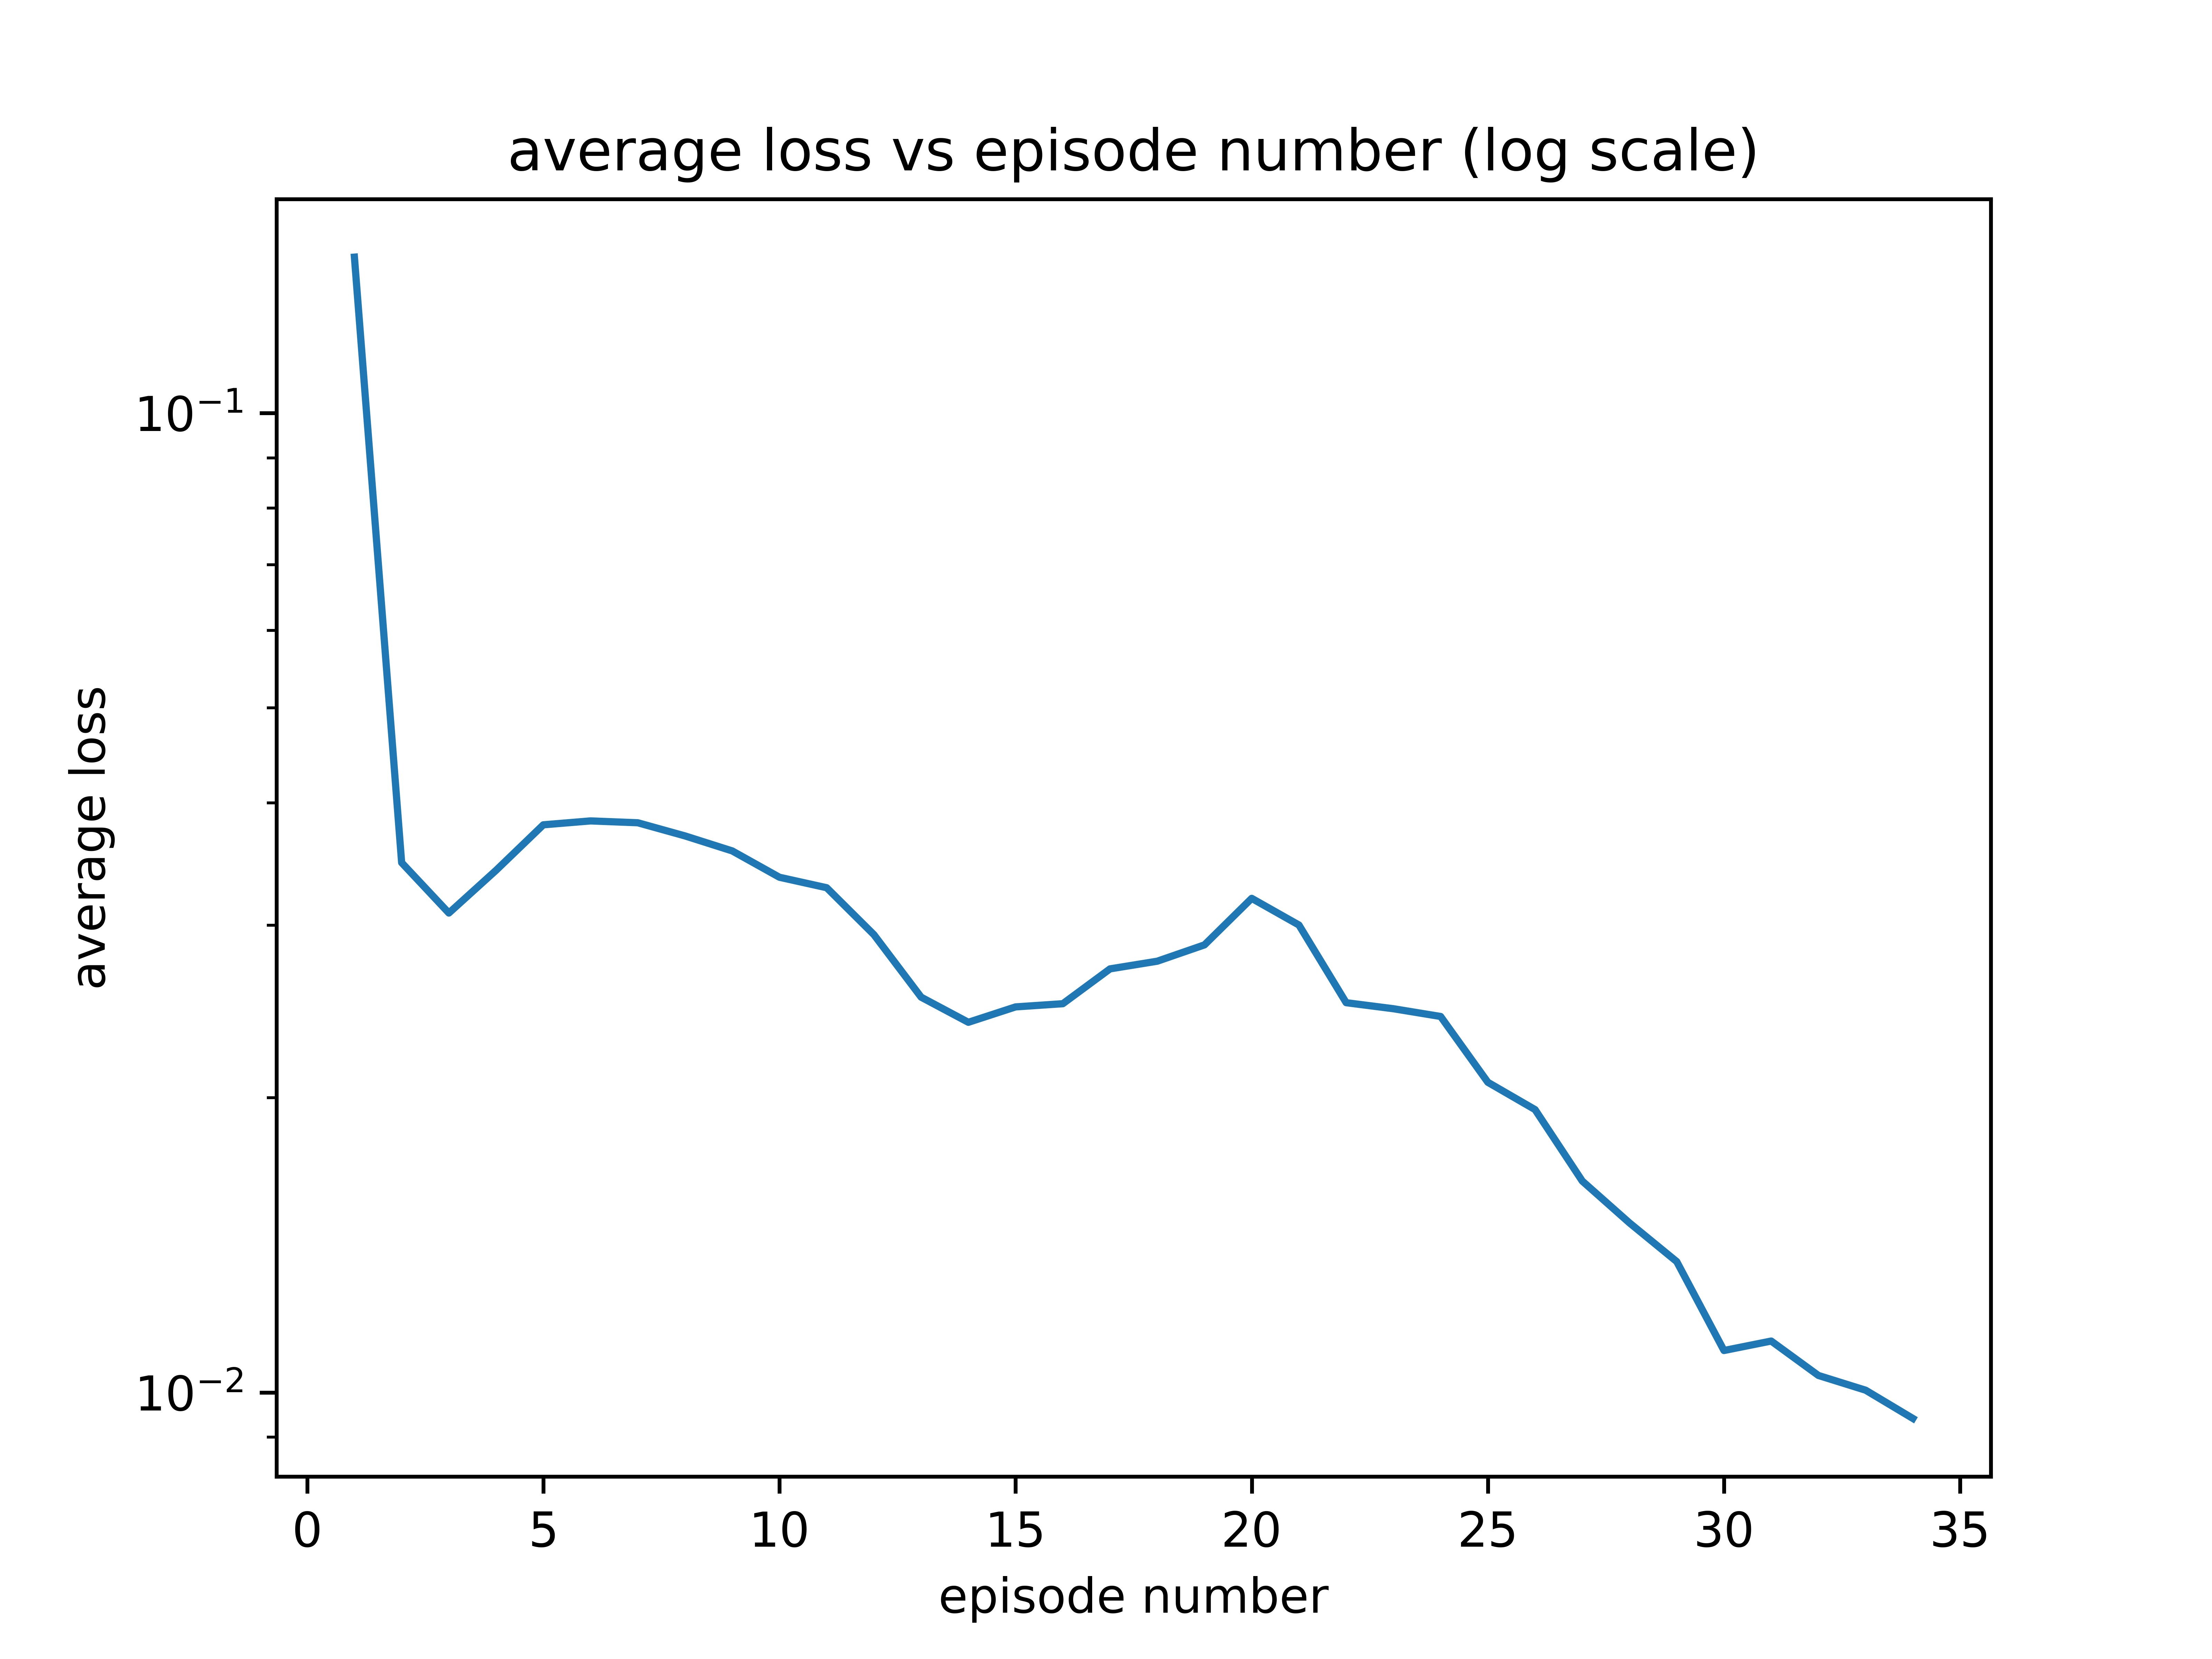 average loss vs episode number (log scale)
average loss
10⁻¹
10⁻²
0 5 10 15 20 25 30 35
episode number